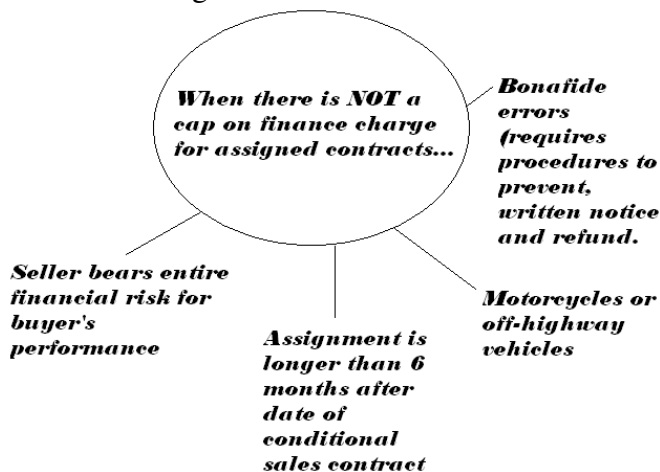 When there is NOT a
cap on finance charge
for assigned contracts...
Bonafide
errors
(requires
procedures to
prevent,
written notice
and refund.
Seller bears entire
financial risk for
buyer's
performance
Assignment is
longer than 6
months after
date of
conditional
sales contract
Motorcycles or
off-highway
vehicles